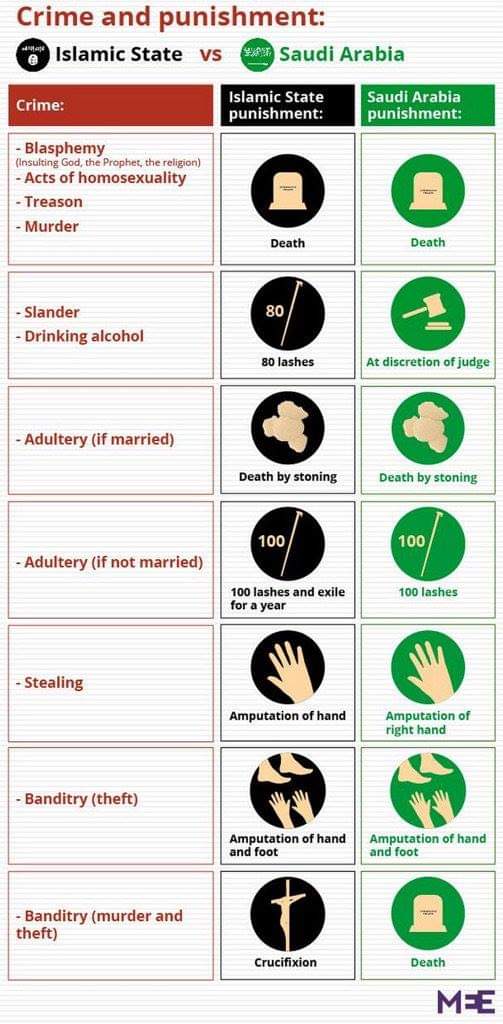 Crime and punishment:
Islamic State vs Saudi Arabia
Crime:
Islamic State
punishment:
Saudi Arabia
punishment:
- Blasphemy
(Insulting God, the Prophet, the religion)
- Acts of homosexuality
- Treason
- Murder
Death
Death
- Slander
- Drinking alcohol
80
80 lashes
At discretion of judge
- Adultery (if married)
Death by stoning
Death by stoning
- Adultery (if not married)
100
100 lashes and exile
for a year
100
100 lashes
- Stealing
Amputation of hand
Amputation of
right hand
- Banditry (theft)
Amputation of hand
and foot
Amputation of hand
and foot
- Banditry (murder and
theft)
Crucifixion
Death
MEE